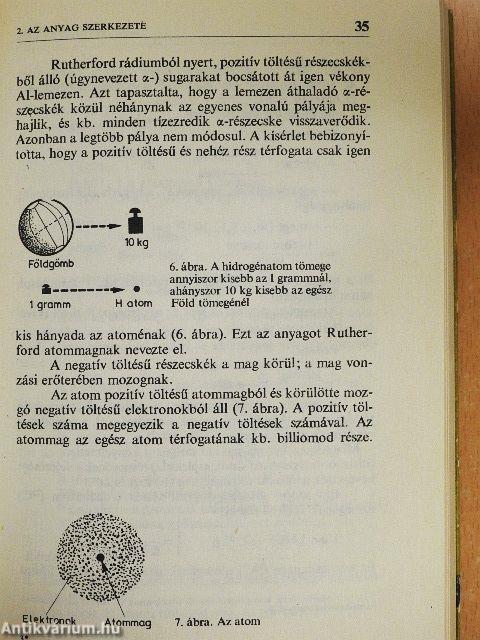 2. AZ ANYAG SZERKEZETE 35
Rutherford rádiumból nyert, pozitív töltésű részecskék-
ből álló (úgynevezett α-) sugarakat bocsátott át igen vékony
Al-lemezen. Azt tapasztalta, hogy a lemezen áthaladó α-ré-
szecskék közül néhánynak az egyenes vonalú pályája meg-
hajlik, és kb. minden tízezredik α-részecske visszaverődik.
Azonban a legtöbb pálya nem módosul. A kísérlet bebizonyí-
totta, hogy a pozitív töltésű és nehéz rész térfogata csak igen
10 kg
Földgömb
1 gramm H atom
6. ábra. A hidrogénatom tömege
annyiszor kisebb az 1 grammnál,
ahányszor 10 kg kisebb az egész
Föld tömegénél
kis hányada az atoménak (6. ábra). Ezt az anyagot Ruther-
ford atommagnak nevezte el.
A negatív töltésű részecskék a mag körül; a mag von-
zási erőterében mozognak.
Az atom pozitív töltésű atommagból és körülötte moz-
gó negatív töltésű elektronokból áll (7. ábra). A pozitív töl-
tések száma megegyezik a negatív töltések számával. Az
atommag az egész atom térfogatának kb. billiomod része.
Elektronok Atommag
7. ábra. Az atom
Antikvarium.hu